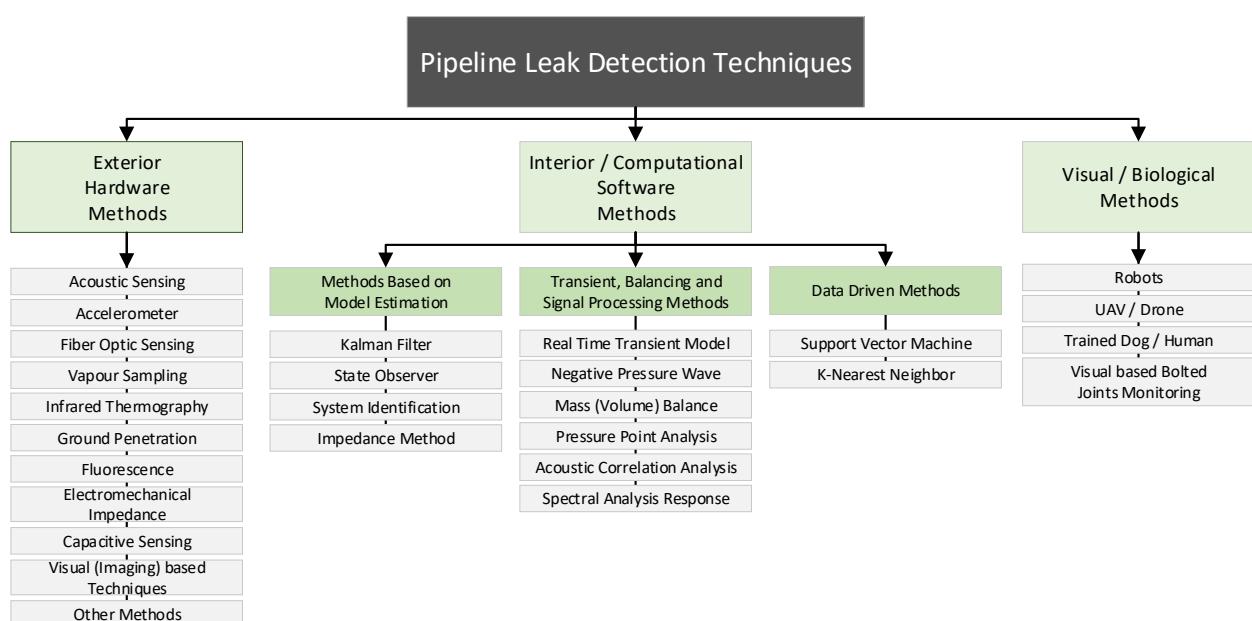 Pipeline Leak Detection Techniques
Exterior
Hardware
Methods
Acoustic Sensing
Accelerometer
Fiber Optic Sensing
Vapour Sampling
Infrared Thermography
Ground Penetration
Fluorescence
Electromechanical
Impedance
Capacitive Sensing
Visual (Imaging) based
Techniques
Other Methods
Interior / Computational
Software
Methods
Methods Based on
Model Estimation
Kalman Filter
State Observer
System Identification
Impedance Method
Transient, Balancing and
Signal Processing Methods
Real Time Transient Model
Negative Pressure Wave
Mass (Volume) Balance
Pressure Point Analysis
Acoustic Correlation Analysis
Spectral Analysis Response
Data Driven Methods
Support Vector Machine
K-Nearest Neighbor
Visual / Biological
Methods
Robots
UAV / Drone
Trained Dog / Human
Visual based Bolted
Joints Monitoring